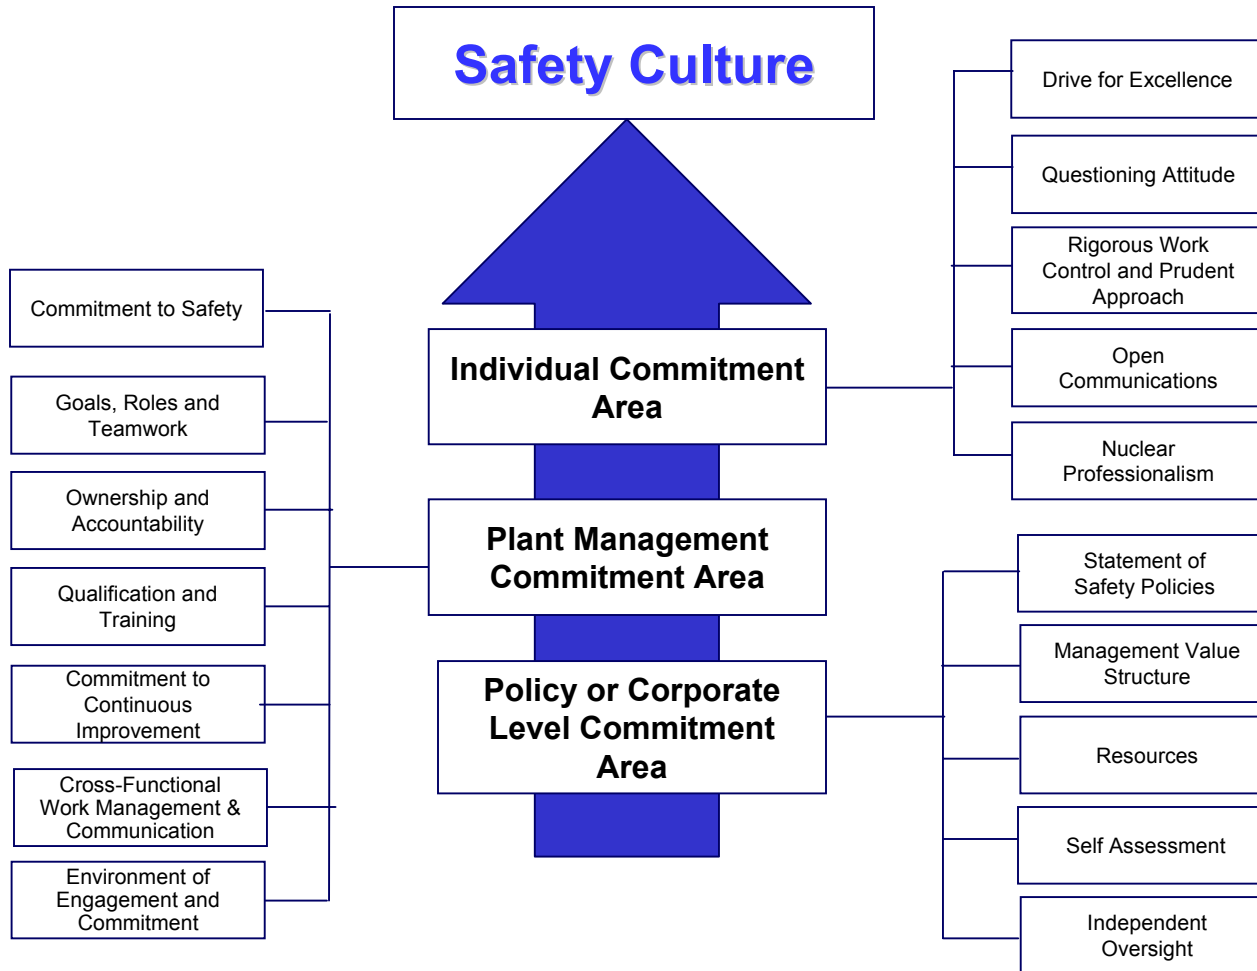 Safety Culture
Individual Commitment
Area
Plant Management
Commitment Area
Policy or Corporate
Level Commitment
Area
Commitment to Safety
Goals, Roles and
Teamwork
Ownership and
Accountability
Qualification and
Training
Commitment to
Continuous
Improvement
Cross-Functional
Work Management &
Communication
Environment of
Engagement and
Commitment
Drive for Excellence
Questioning Attitude
Rigorous Work
Control and Prudent
Approach
Open
Communications
Nuclear
Professionalism
Statement of
Safety Policies
Management Value
Structure
Resources
Self Assessment
Independent
Oversight